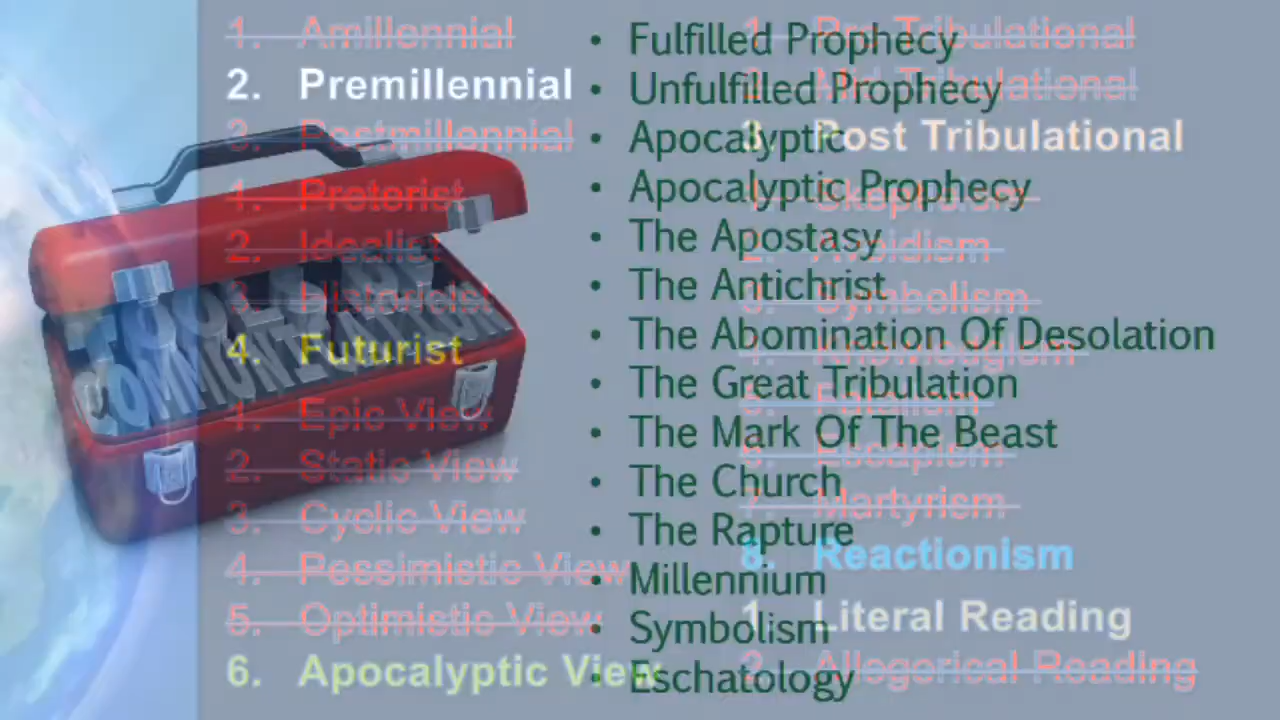 1. Amillennial
2. Premillennial
3. Postmillennial
1. Preterist
2. Idealist
3. Historicist
4. Futurist
1. Epic View
2. Static View
3. Cyclic View
4. Pessimistic View
5. Optimistic View
6. Apocalyptic View
COMMUNICATION
• Fulfilled Prophecy
• Unfulfilled Prophecy
• Apocalyptic
• Apocalyptic Prophecy
• The Apostasy
• The Antichrist
• The Abomination Of Desolation
• The Great Tribulation
• The Mark Of The Beast
• The Church
• The Rapture
• Millennium
• Symbolism
• Eschatology
1. Pre Tribulational
2. Mid Tribulational
3. Post Tribulational
1. Skepticism
2. Avoidism
3. Symbolism
5. Fatalism
6. Escapism
7. Martyrism
8. Reactionism
1. Literal Reading
2. Allegorical Reading